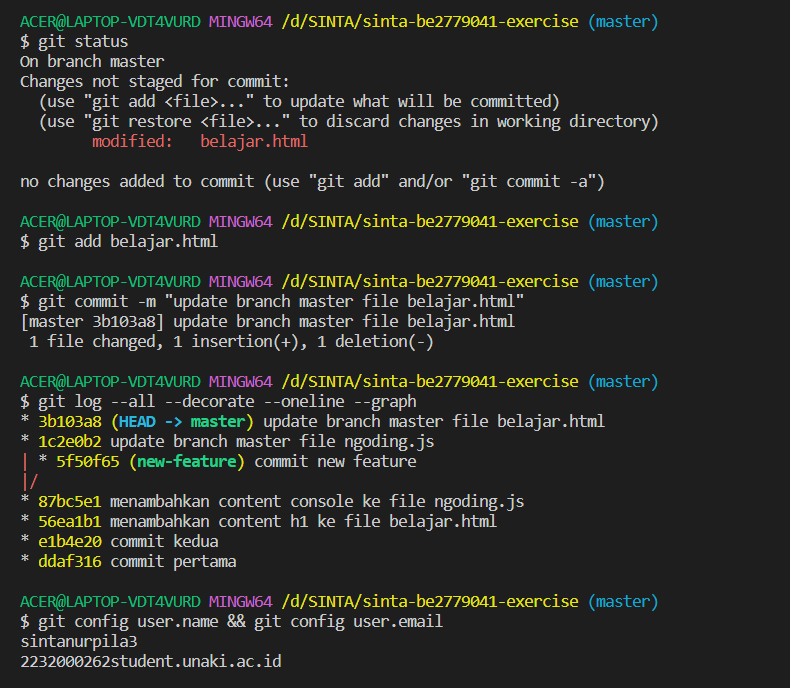 ACER@LAPTOP-VDT4VURD MINGW64 /d/SINTA/sinta-be2779041-exercise (master)
$ git status
On branch master
Changes not staged for commit:
  (use "git add <file>..." to update what will be committed)
  (use "git restore <file>..." to discard changes in working directory)
        modified:   belajar.html
no changes added to commit (use "git add" and/or "git commit -a")
ACER@LAPTOP-VDT4VURD MINGW64 /d/SINTA/sinta-be2779041-exercise (master)
$ git add belajar.html
ACER@LAPTOP-VDT4VURD MINGW64 /d/SINTA/sinta-be2779041-exercise (master)
$ git commit -m "update branch master file belajar.html"
[master 3b103a8] update branch master file belajar.html
 1 file changed, 1 insertion(+), 1 deletion(-)
ACER@LAPTOP-VDT4VURD MINGW64 /d/SINTA/sinta-be2779041-exercise (master)
$ git log --all --decorate --oneline --graph
* 3b103a8 (HEAD -> master) update branch master file belajar.html
* 1c2e0b2 update branch master file ngoding.js
| * 5f50f65 (new-feature) commit new feature
|/
* 87bc5e1 menambahkan content console ke file ngoding.js
* 56ea1b1 menambahkan content h1 ke file belajar.html
* e1b4e20 commit kedua
* ddaf316 commit pertama
ACER@LAPTOP-VDT4VURD MINGW64 /d/SINTA/sinta-be2779041-exercise (master)
$ git config user.name && git config user.email
sintanurpila3
2232000262student.unaki.ac.id